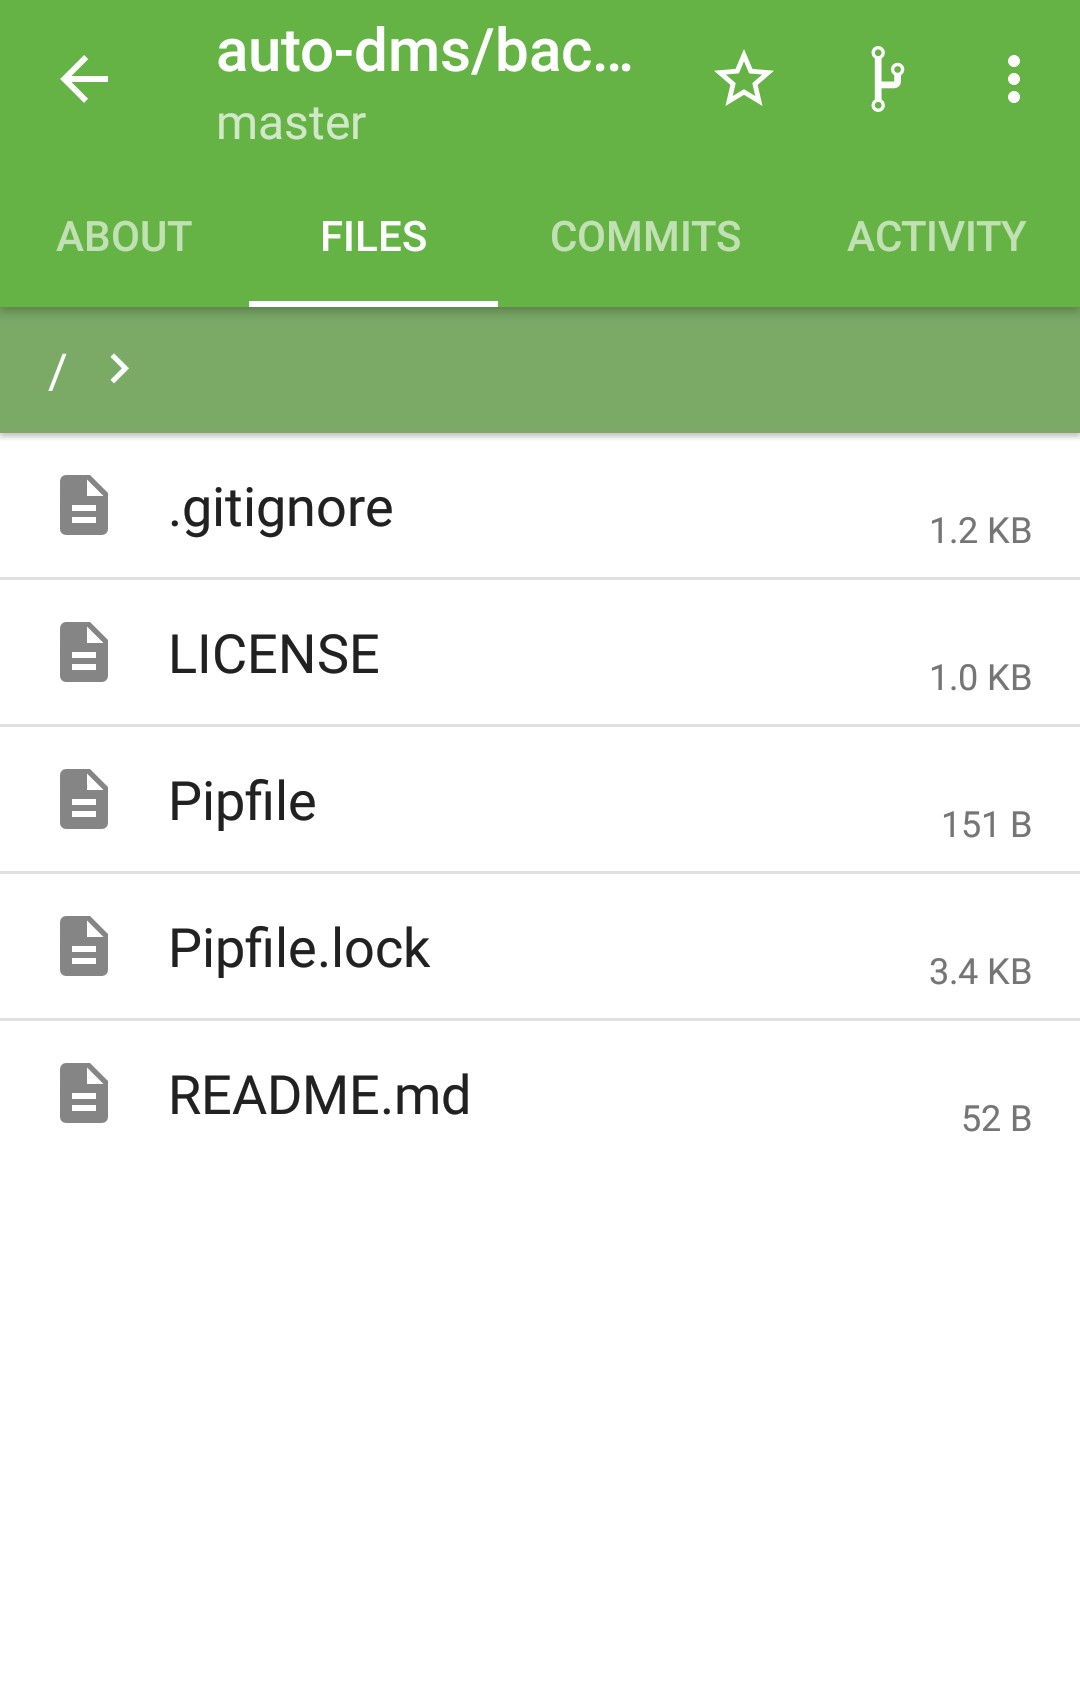 auto-dms/bac...
master
ABOUT FILES COMMITS ACTIVITY
/
.gitignore
1.2 KB
LICENSE
1.0 KB
Pipfile
151 B
Pipfile.lock
3.4 KB
README.md
52 B